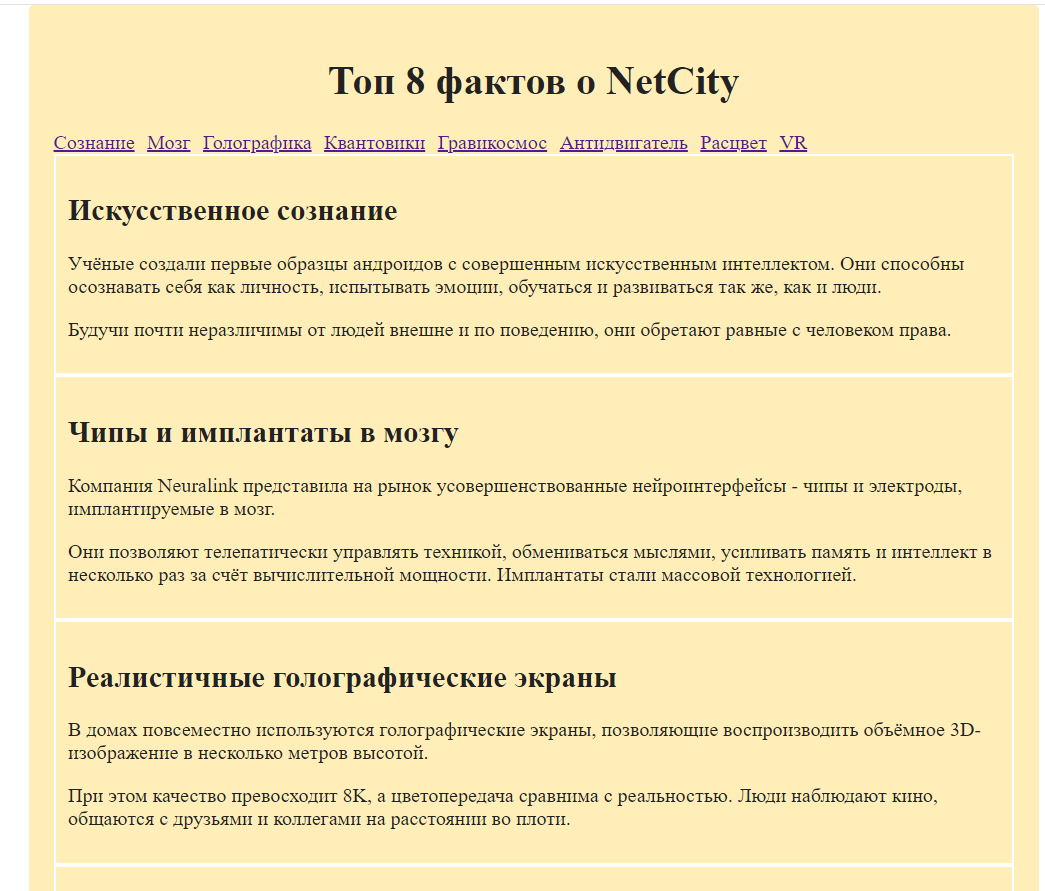 Топ 8 фактов о NetCity
Сознание Мозг Голографика Квантовики Гравикосмос Антидвигатель Расцвет VR
Искусственное сознание
Учёные создали первые образцы андроидов с совершенным искусственным интеллектом. Они способны
осознавать себя как личность, испытывать эмоции, обучаться и развиваться так же, как и люди.
Будучи почти неразличимы от людей внешне и по поведению, они обретают равные с человеком права.
Чипы и имплантаты в мозгу
Компания Neuralink представила на рынок усовершенствованные нейроинтерфейсы - чипы и электроды,
имплантируемые в мозг.
Они позволяют телепатически управлять техникой, обмениваться мыслями, усиливать память и интеллект в
несколько раз за счёт вычислительной мощности. Имплантаты стали массовой технологией.
Реалистичные голографические экраны
В домах повсеместно используются голографические экраны, позволяющие воспроизводить объёмное 3D-
изображение в несколько метров высотой.
При этом качество превосходит 8K, а цветопередача сравнима с реальностью. Люди наблюдают кино,
общаются с друзьями и коллегами на расстоянии во плоти.